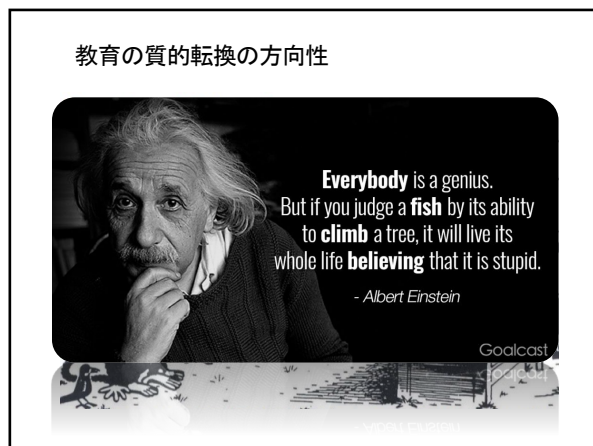 教育の質的転換の方向性
Everybody is a genius.
But if you judge a fish by its ability
to climb a tree, it will live its
whole life believing that it is stupid.
- Albert Einstein
Goalcast